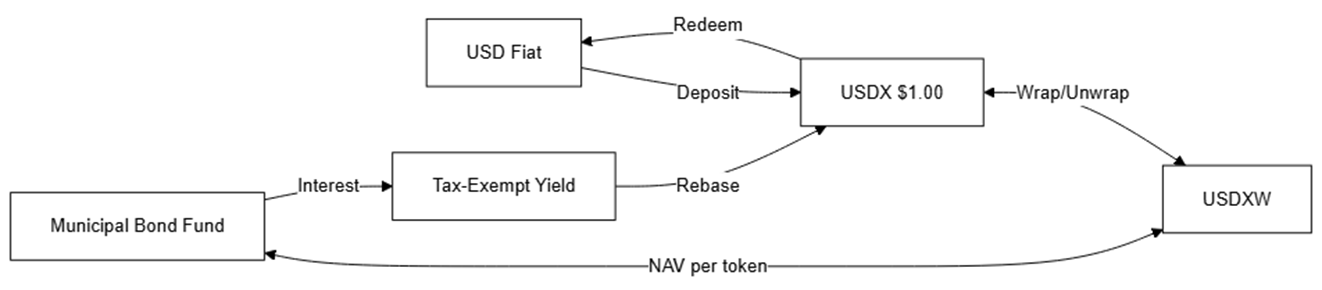 Redeem
USD Fiat
Deposit
USDX $1.00
Wrap/Unwrap
Interest
Tax-Exempt Yield
Rebase
USDXW
Municipal Bond Fund
NAV per token